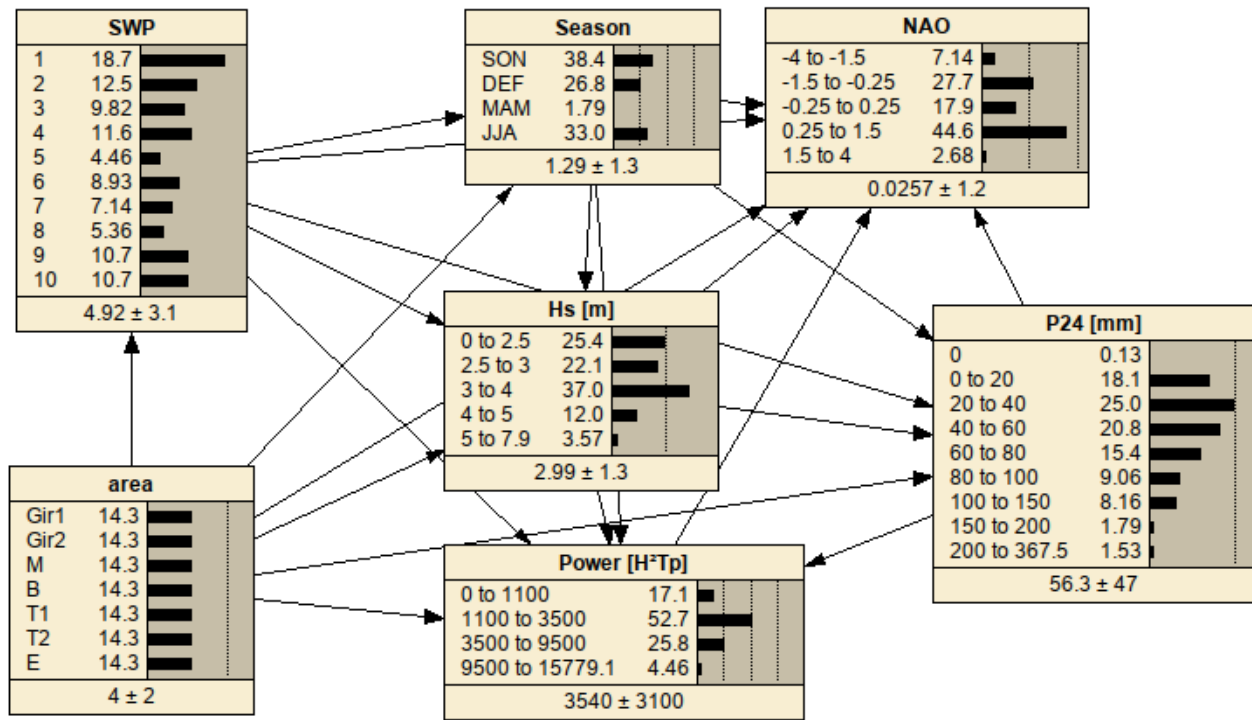 SWP
1 18.7
2 12.5
3 9.82
4 11.6
5 4.46
6 8.93
7 7.14
8 5.36
9 10.7
10 10.7
4.92 ± 3.1
Season
SON 38.4
DEF 26.8
MAM 1.79
JJA 33.0
1.29 ± 1.3
NAO
-4 to -1.5 7.14
-1.5 to -0.25 27.7
-0.25 to 0.25 17.9
0.25 to 1.5 44.6
1.5 to 4 2.68
0.0257 ± 1.2
Hs [m]
0 to 2.5 25.4
2.5 to 3 22.1
3 to 4 37.0
4 to 5 12.0
5 to 7.9 3.57
2.99 ± 1.3
P24 [mm]
0 0.13
0 to 20 18.1
20 to 40 25.0
40 to 60 20.8
60 to 80 15.4
80 to 100 9.06
100 to 150 8.16
150 to 200 1.79
200 to 367.5 1.53
56.3 ± 47
area
Gir1 14.3
Gir2 14.3
M 14.3
B 14.3
T1 14.3
T2 14.3
E 14.3
4 ± 2
Power [H²Tp]
0 to 1100 17.1
1100 to 3500 52.7
3500 to 9500 25.8
9500 to 15779.1 4.46
3540 ± 3100